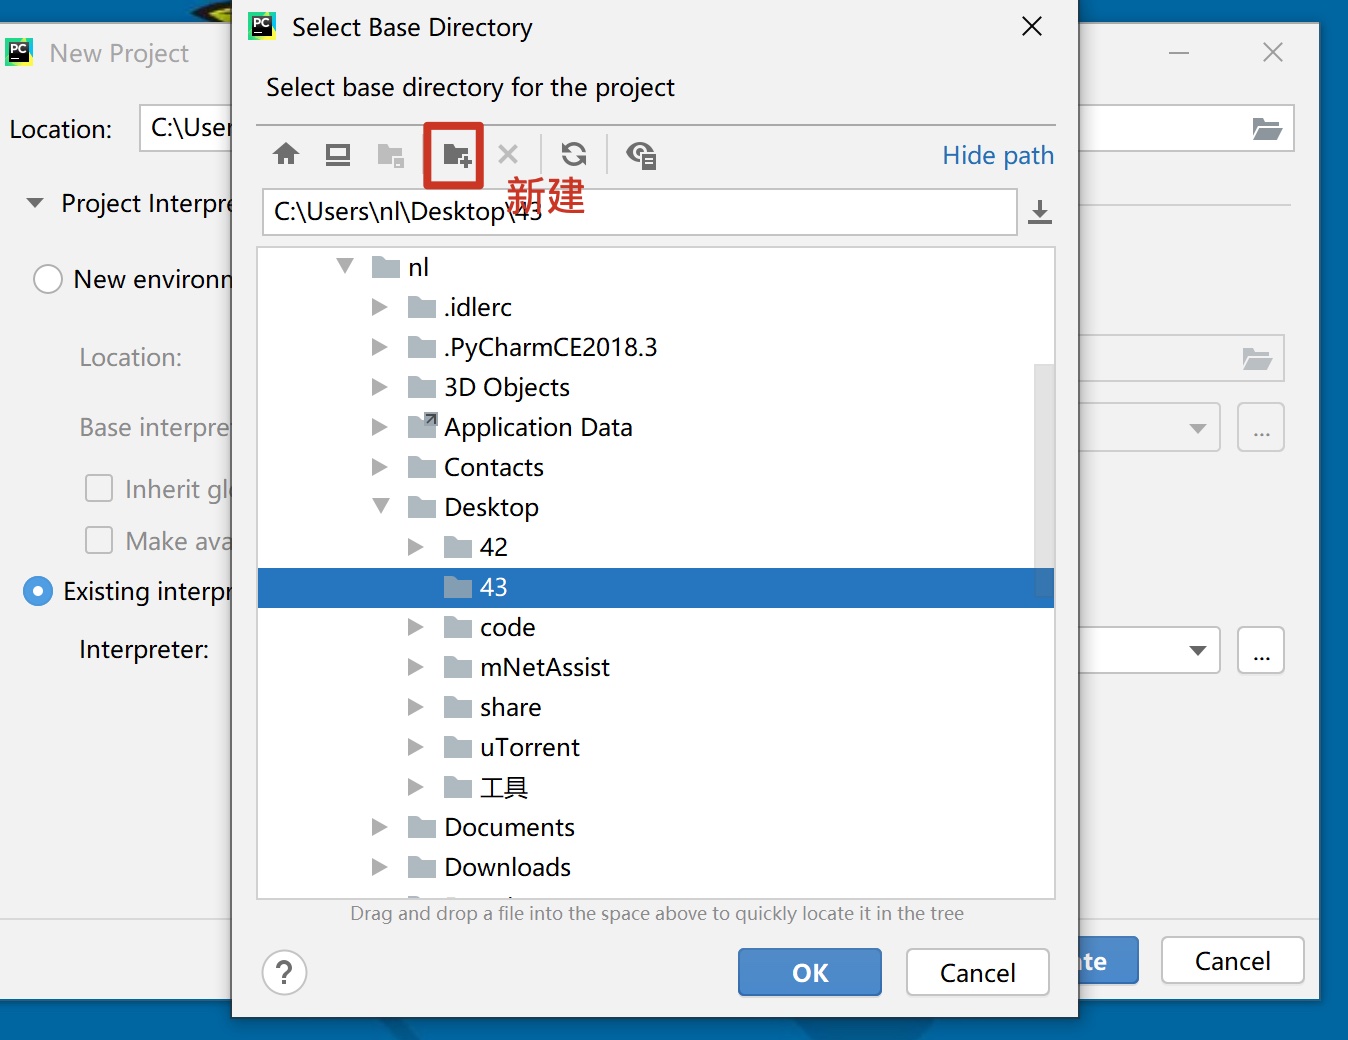 New Project
Location:
C:\User
Project Interpre
New environn
Location:
Base interpre
Inherit gl
Make ava
Existing interpr
Interpreter:
Select Base Directory
Select base directory for the project
Hide path
新建
C:\Users\nl\Desktop\43
nl
.idlerc
.PyCharmCE2018.3
3D Objects
Application Data
Contacts
Desktop
42
43
code
mNetAssist
share
uTorrent
工具
Documents
Downloads
Drag and drop a file into the space above to quickly locate it in the tree
?
OK
Cancel
...
...
te
Cancel